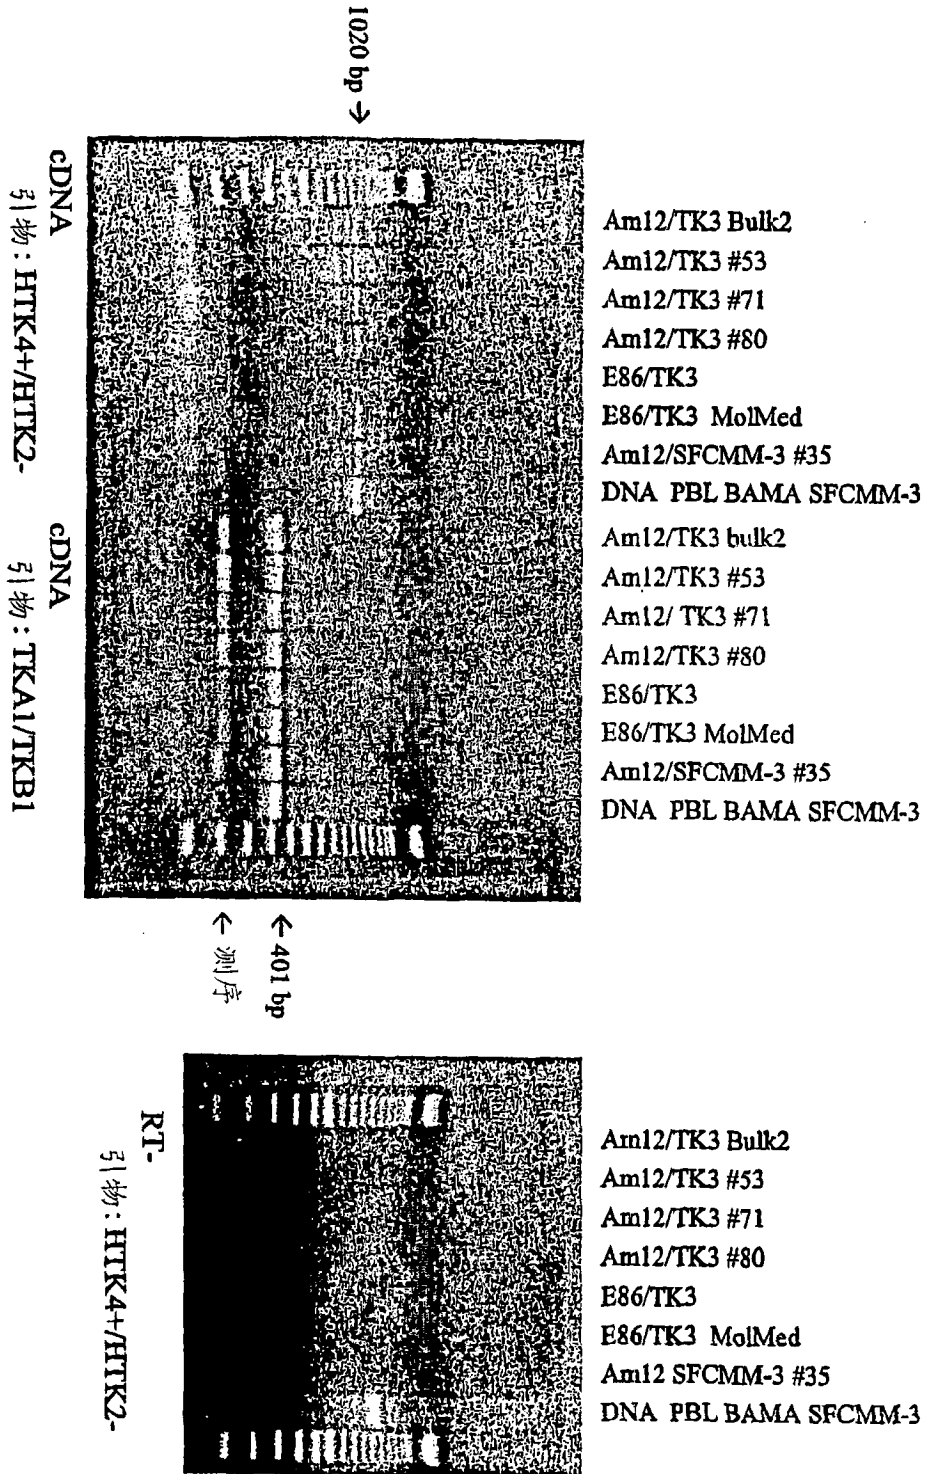 1020 bp →
Am12/TK3 Bulk2
Am12/TK3 #53
Am12/TK3 #71
Am12/TK3 #80
E86/TK3
E86/TK3 MolMed
Am12/SFCMM-3 #35
DNA PBL BAMA SFCMM-3
Am12/TK3 bulk2
Am12/TK3 #53
Am12/ TK3 #71
Am12/TK3 #80
E86/TK3
E86/TK3 MolMed
Am12/SFCMM-3 #35
DNA PBL BAMA SFCMM-3
cDNA
引物: HTK4+/HTK2-
cDNA
引物: TKA1/TKB1
← 401 bp
← 测序
Am12/TK3 Bulk2
Am12/TK3 #53
Am12/TK3 #71
Am12/TK3 #80
E86/TK3
E86/TK3 MolMed
Am12 SFCMM-3 #35
DNA PBL BAMA SFCMM-3
RT-
引物: HTK4+/HTK2-